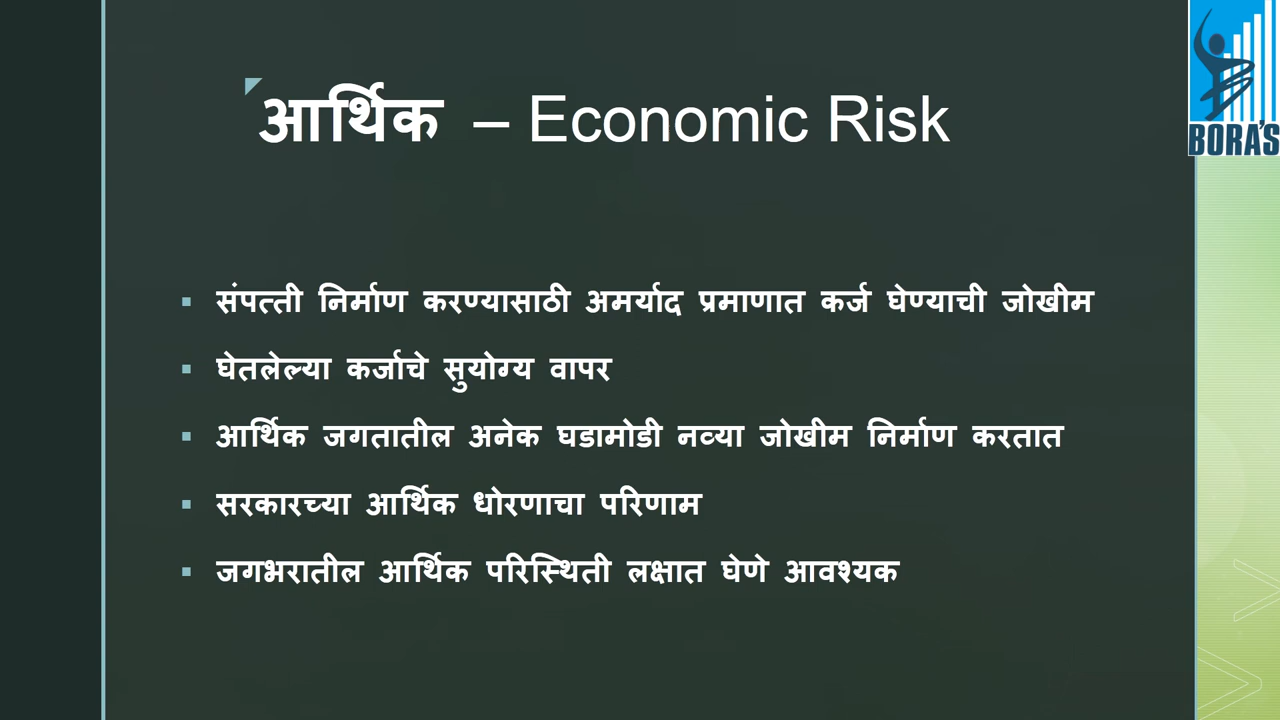 आर्थिक – Economic Risk
BORA'S
संपत्ती निर्माण करण्यासाठी अमर्याद प्रमाणात कर्ज घेण्याची जोखीम
घेतलेल्या कर्जाचे सुयोग्य वापर
आर्थिक जगतातील अनेक घडामोडी नव्या जोखीम निर्माण करतात
सरकारच्या आर्थिक धोरणाचा परिणाम
जगभरातील आर्थिक परिस्थिती लक्षात घेणे आवश्यक